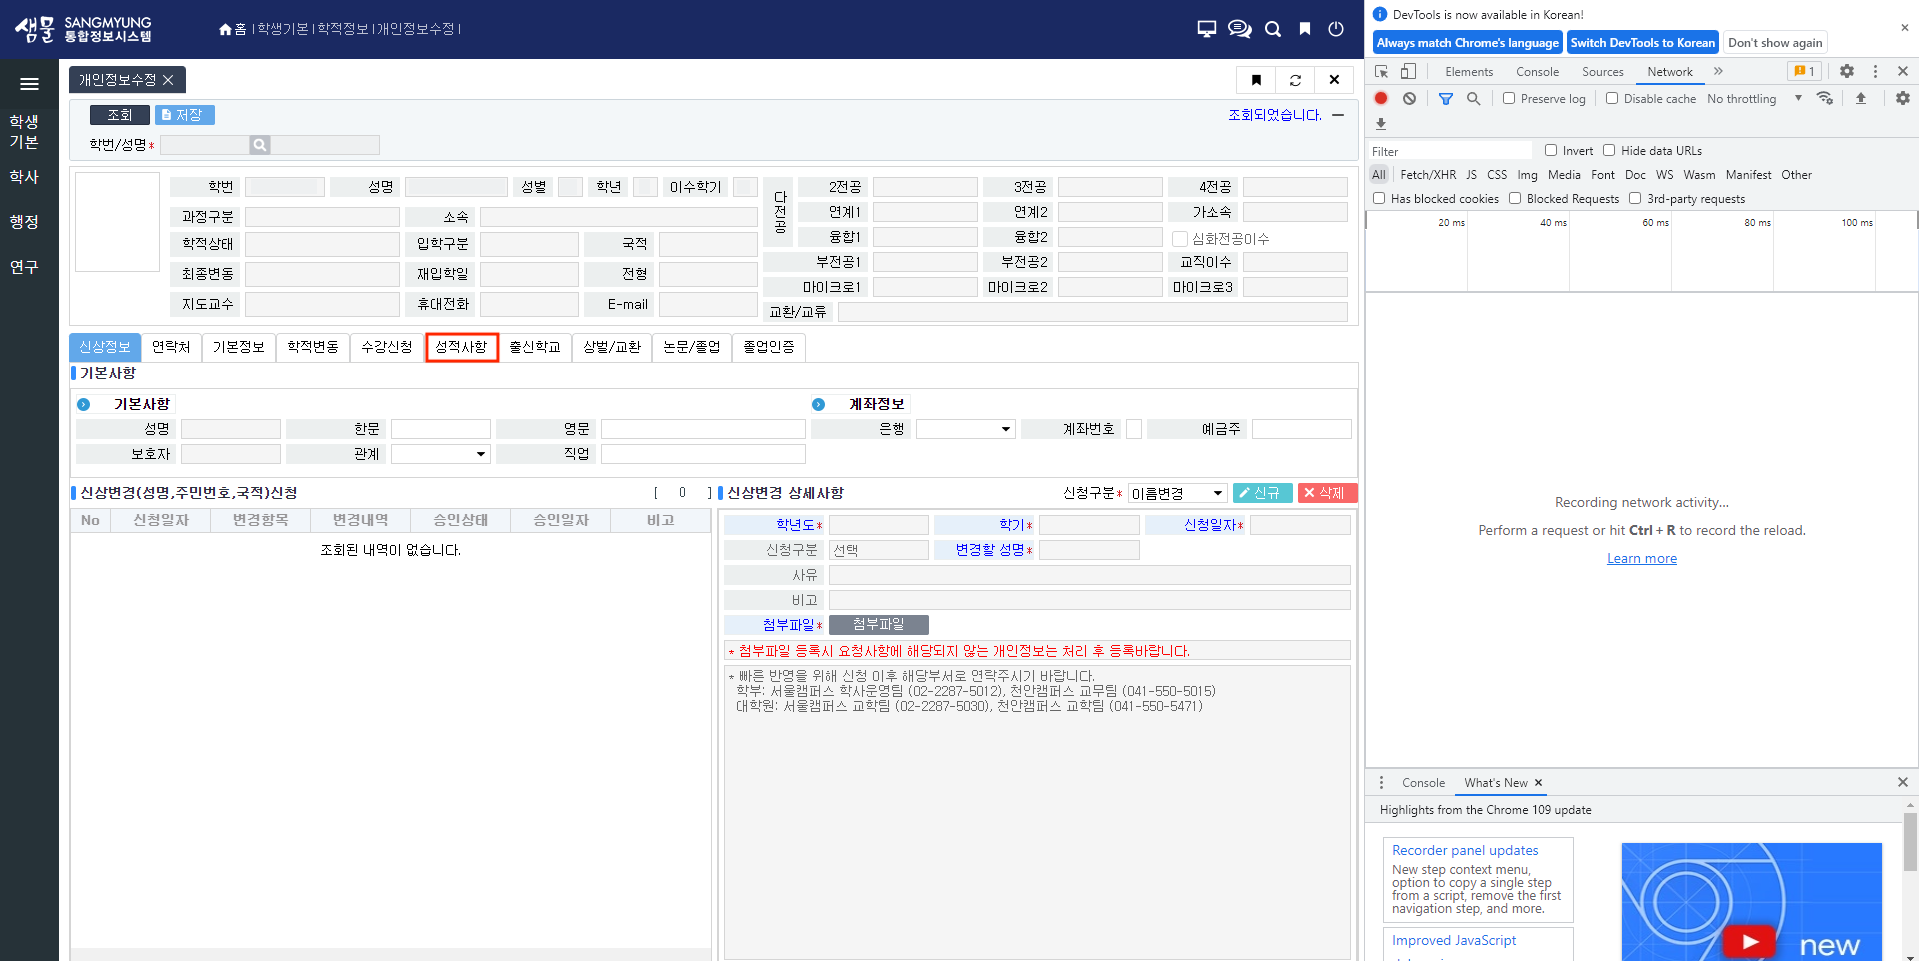 샘물 SANGMYUNG 통합정보시스템
홈 | 학생기본 | 학적정보 | 개인정보수정 |
학생
기본
학사
행정
연구
개인정보수정
조회 저장
조회되었습니다.
학번/성명*
학번 성명 성별 학년 이수학기
과정구분 소속
학적상태 입학구분 국적
최종변동 재입학일 전형
지도교수 휴대전화 E-mail
다전공
2전공 3전공 4전공
연계1 연계2 가소속
융합1 융합2 심화전공이수
부전공1 부전공2 교직이수
마이크로1 마이크로2 마이크로3
교환/교류
신상정보 연락처 기본정보 학적변동 수강신청 성적사항 출신학교 상벌/교환 논문/졸업 졸업인증
기본사항
기본사항
성명 한문 영문
보호자 관계 직업
계좌정보
은행 계좌번호 예금주
신상변경(성명,주민번호,국적)신청 [ 0 ]
No 신청일자 변경항목 변경내역 승인상태 승인일자 비고
조회된 내역이 없습니다.
신상변경 상세사항 신청구분* 이름변경 신규 삭제
학년도* 학기* 신청일자*
신청구분 선택 변경할 성명*
사유
비고
첨부파일* 첨부파일
* 첨부파일 등록시 요청사항에 해당되지 않는 개인정보는 처리 후 등록바랍니다.
* 빠른 반영을 위해 신청 이후 해당부서로 연락주시기 바랍니다.
학부: 서울캠퍼스 학사운영팀 (02-2287-5012), 천안캠퍼스 교무팀 (041-550-5015)
대학원: 서울캠퍼스 교학팀 (02-2287-5030), 천안캠퍼스 교학팀 (041-550-5471)
DevTools is now available in Korean!
Always match Chrome's language Switch DevTools to Korean Don't show again
Elements Console Sources Network » 1
Preserve log Disable cache No throttling
Filter Invert Hide data URLs
All Fetch/XHR JS CSS Img Media Font Doc WS Wasm Manifest Other
Has blocked cookies Blocked Requests 3rd-party requests
20 ms 40 ms 60 ms 80 ms 100 ms
Recording network activity...
Perform a request or hit Ctrl + R to record the reload.
Learn more
Console What's New
Highlights from the Chrome 109 update
Recorder panel updates
New step context menu,
option to copy a single step
from a script, remove the first
navigation step, and more.
Improved JavaScript
new